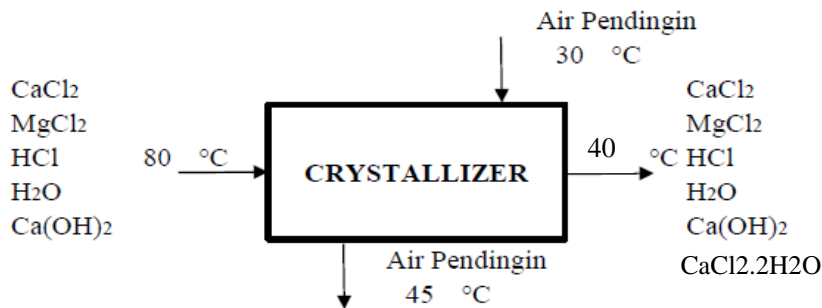 Air Pendingin
30 °C
CaCl2
MgCl2
HCl
H2O
Ca(OH)2
80 °C
CRYSTALLIZER
40
°C
CaCl2
MgCl2
HCl
H2O
Ca(OH)2
CaCl2.2H2O
Air Pendingin
45 °C